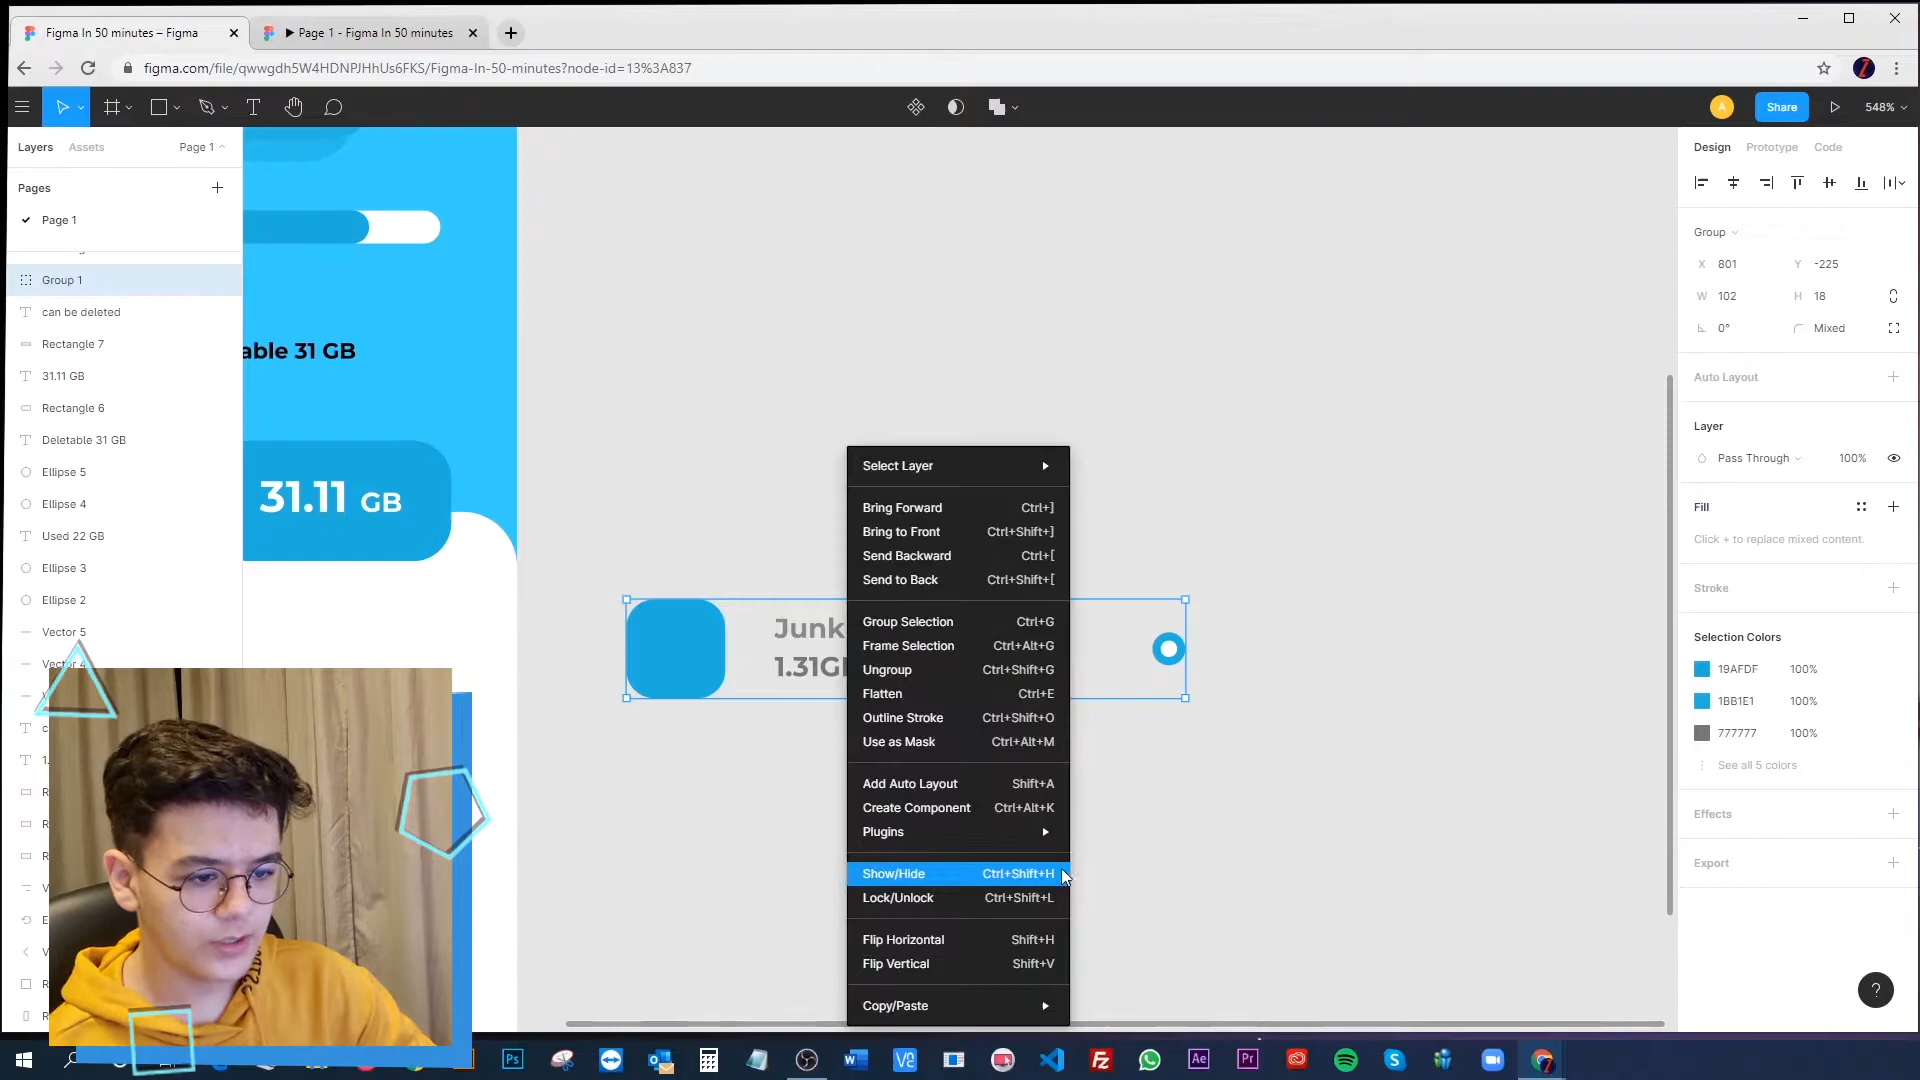 Figma In 50 minutes – Figma
Page 1 - Figma In 50 minutes
figma.com/file/qwwgdh5W4HDNPJHhUs6FKS/Figma-In-50-minutes?node-id=13%3A837
A
Share
548%
Layers
Assets
Page 1
Pages
Page 1
Group 1
can be deleted
Rectangle 7
31.11 GB
Rectangle 6
Deletable 31 GB
Ellipse 5
Ellipse 4
Used 22 GB
Ellipse 3
Ellipse 2
Vector 5
able 31 GB
31.11 GB
Junk
1.31G
Select Layer
Bring Forward Ctrl+]
Bring to Front Ctrl+Shift+]
Send Backward Ctrl+[
Send to Back Ctrl+Shift+[
Group Selection Ctrl+G
Frame Selection Ctrl+Alt+G
Ungroup Ctrl+Shift+G
Flatten Ctrl+E
Outline Stroke Ctrl+Shift+O
Use as Mask Ctrl+Alt+M
Add Auto Layout Shift+A
Create Component Ctrl+Alt+K
Plugins
Show/Hide Ctrl+Shift+H
Lock/Unlock Ctrl+Shift+L
Flip Horizontal Shift+H
Flip Vertical Shift+V
Copy/Paste
Design
Prototype
Code
Group
X 801 Y -225
W 102 H 18
0° Mixed
Auto Layout
Layer
Pass Through 100%
Fill
Click + to replace mixed content.
Stroke
Selection Colors
19AFDF 100%
1BB1E1 100%
777777 100%
See all 5 colors
Effects
Export
?
Ps
Ae
Pr